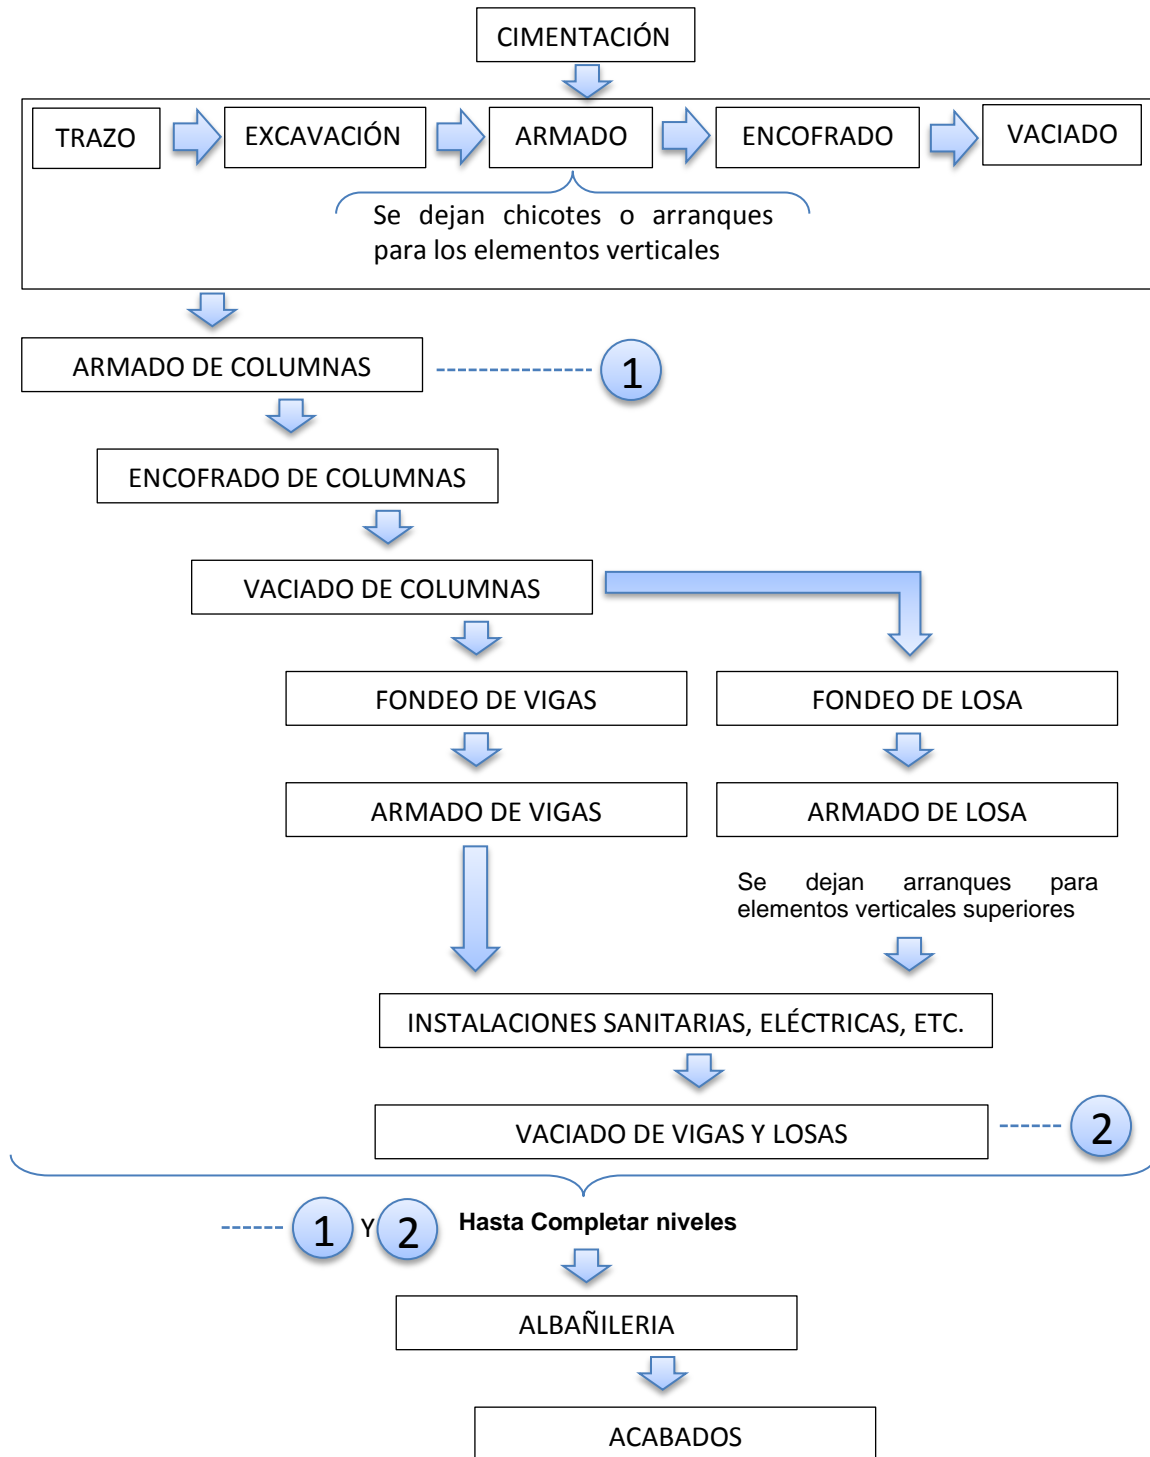 CIMENTACIÓN
TRAZO
EXCAVACIÓN
ARMADO
ENCOFRADO
VACIADO
Se dejan chicotes o arranques
para los elementos verticales
ARMADO DE COLUMNAS
1
ENCOFRADO DE COLUMNAS
VACIADO DE COLUMNAS
FONDEO DE VIGAS
FONDEO DE LOSA
ARMADO DE VIGAS
ARMADO DE LOSA
Se dejan arranques para
elementos verticales superiores
INSTALACIONES SANITARIAS, ELÉCTRICAS, ETC.
VACIADO DE VIGAS Y LOSAS
2
1 Y 2 Hasta Completar niveles
ALBAÑILERIA
ACABADOS